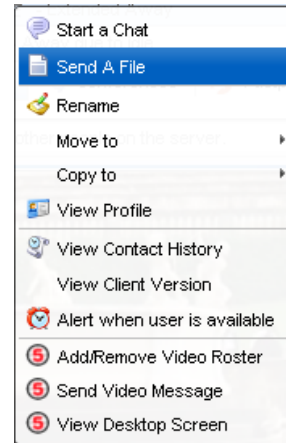 Start a Chat
Send A File
Rename
Move to
Copy to
View Profile
View Contact History
View Client Version
Alert when user is available
Add/Remove Video Roster
Send Video Message
View Desktop Screen